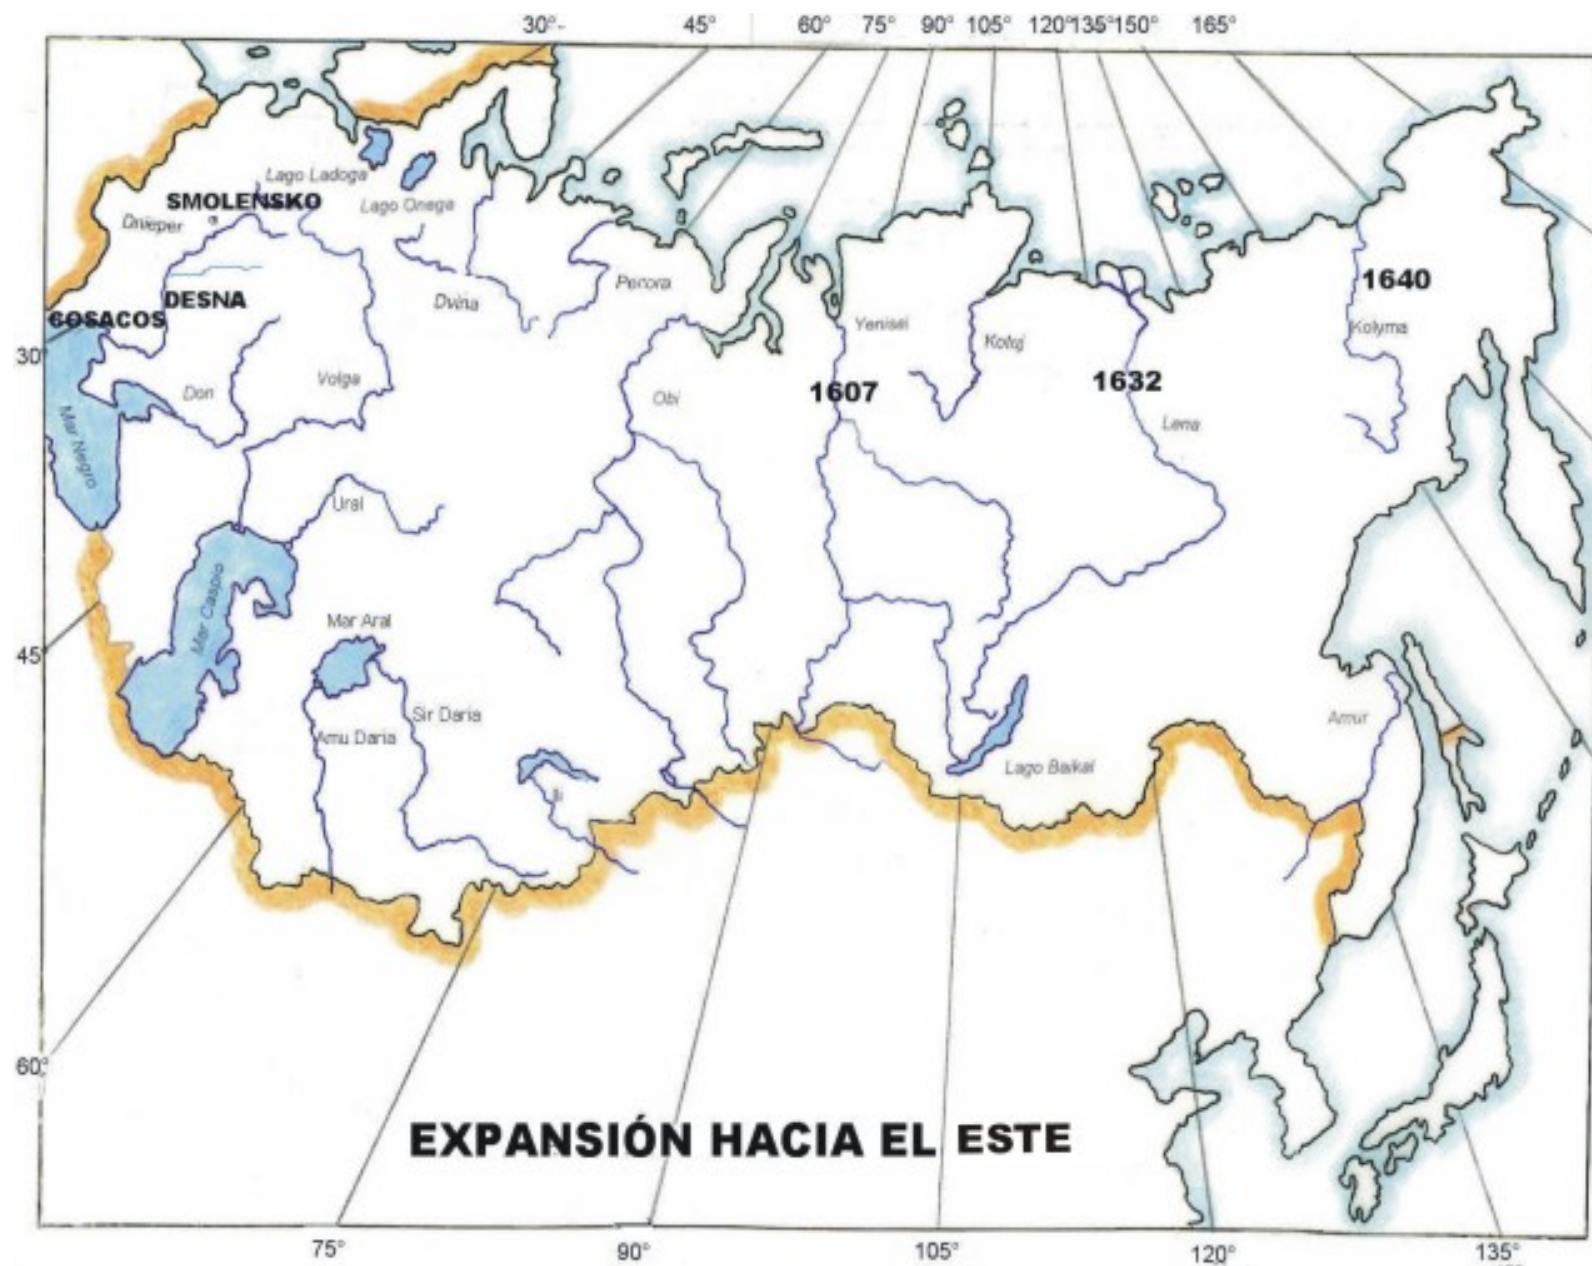 30°
45°
60°
75°
90°
105°
120°
135°
150°
165°
Lago Ladoga
SMOLENSKO
Lago Onega
Dnieper
DESNA
COSACOS
Dvina
Pechora
1640
Yenisei
Kolyma
30°
Kotuj
Volga
Don
1607
1632
Obi
Lena
Mar Negro
Ural
Mar Caspio
Mar Aral
45°
Sir Daria
Amu Daria
Amur
Lago Baikal
Ili
60°
EXPANSIÓN HACIA EL ESTE
75°
90°
105°
120°
135°